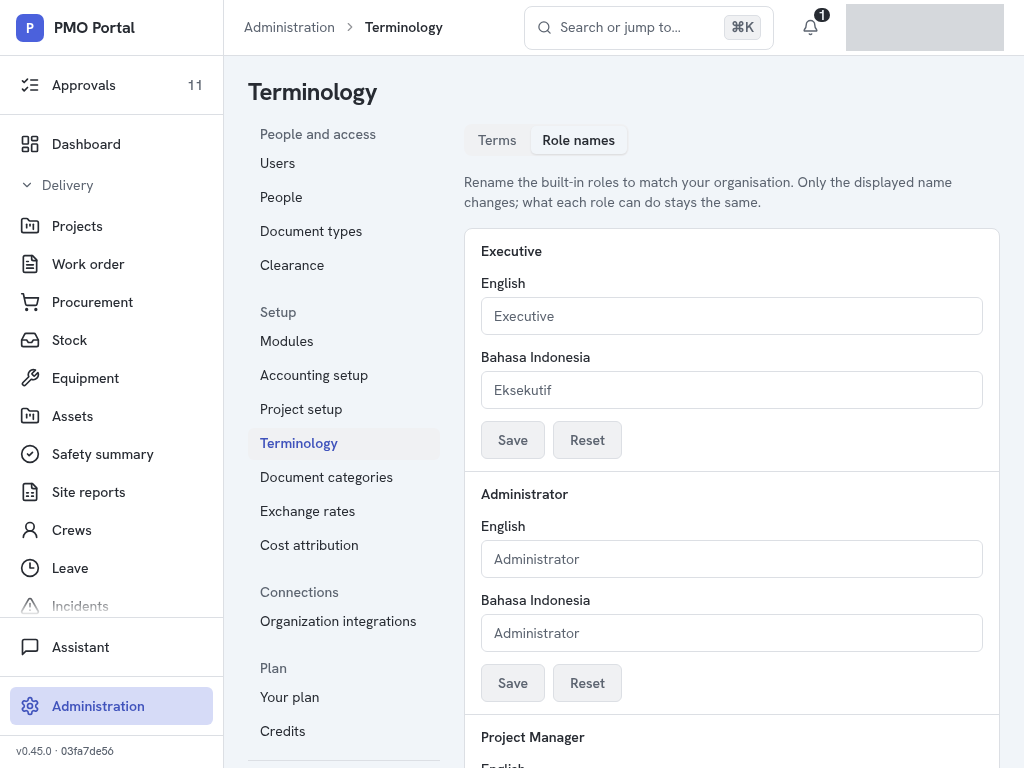 P PMO Portal
Administration > Terminology
Search or jump to... ⌘K
1
Approvals 11
Dashboard
Delivery
Projects
Work order
Procurement
Stock
Equipment
Assets
Safety summary
Site reports
Crews
Leave
Incidents
Assistant
Administration
v0.45.0 · 03fa7de56
Terminology
People and access
Users
People
Document types
Clearance
Setup
Modules
Accounting setup
Project setup
Terminology
Document categories
Exchange rates
Cost attribution
Connections
Organization integrations
Plan
Your plan
Credits
Terms Role names
Rename the built-in roles to match your organisation. Only the displayed name
changes; what each role can do stays the same.
Executive
English
Executive
Bahasa Indonesia
Eksekutif
Save Reset
Administrator
English
Administrator
Bahasa Indonesia
Administrator
Save Reset
Project Manager
English